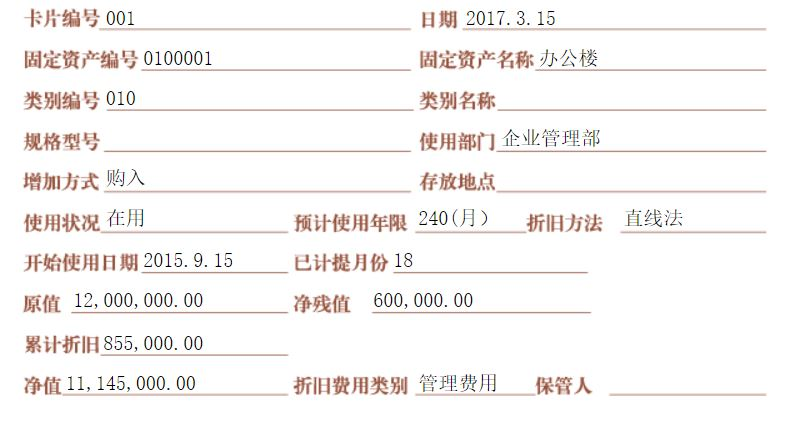 卡片编号 001 日期 2017.3.15
固定资产编号 0100001 固定资产名称 办公楼
类别编号 010 类别名称
规格型号 使用部门 企业管理部
增加方式 购入 存放地点
使用状况 在用 预计使用年限 240(月) 折旧方法 直线法
开始使用日期 2015.9.15 已计提月份 18
原值 12,000,000.00 净残值 600,000.00
累计折旧 855,000.00
净值 11,145,000.00 折旧费用类别 管理费用 保管人